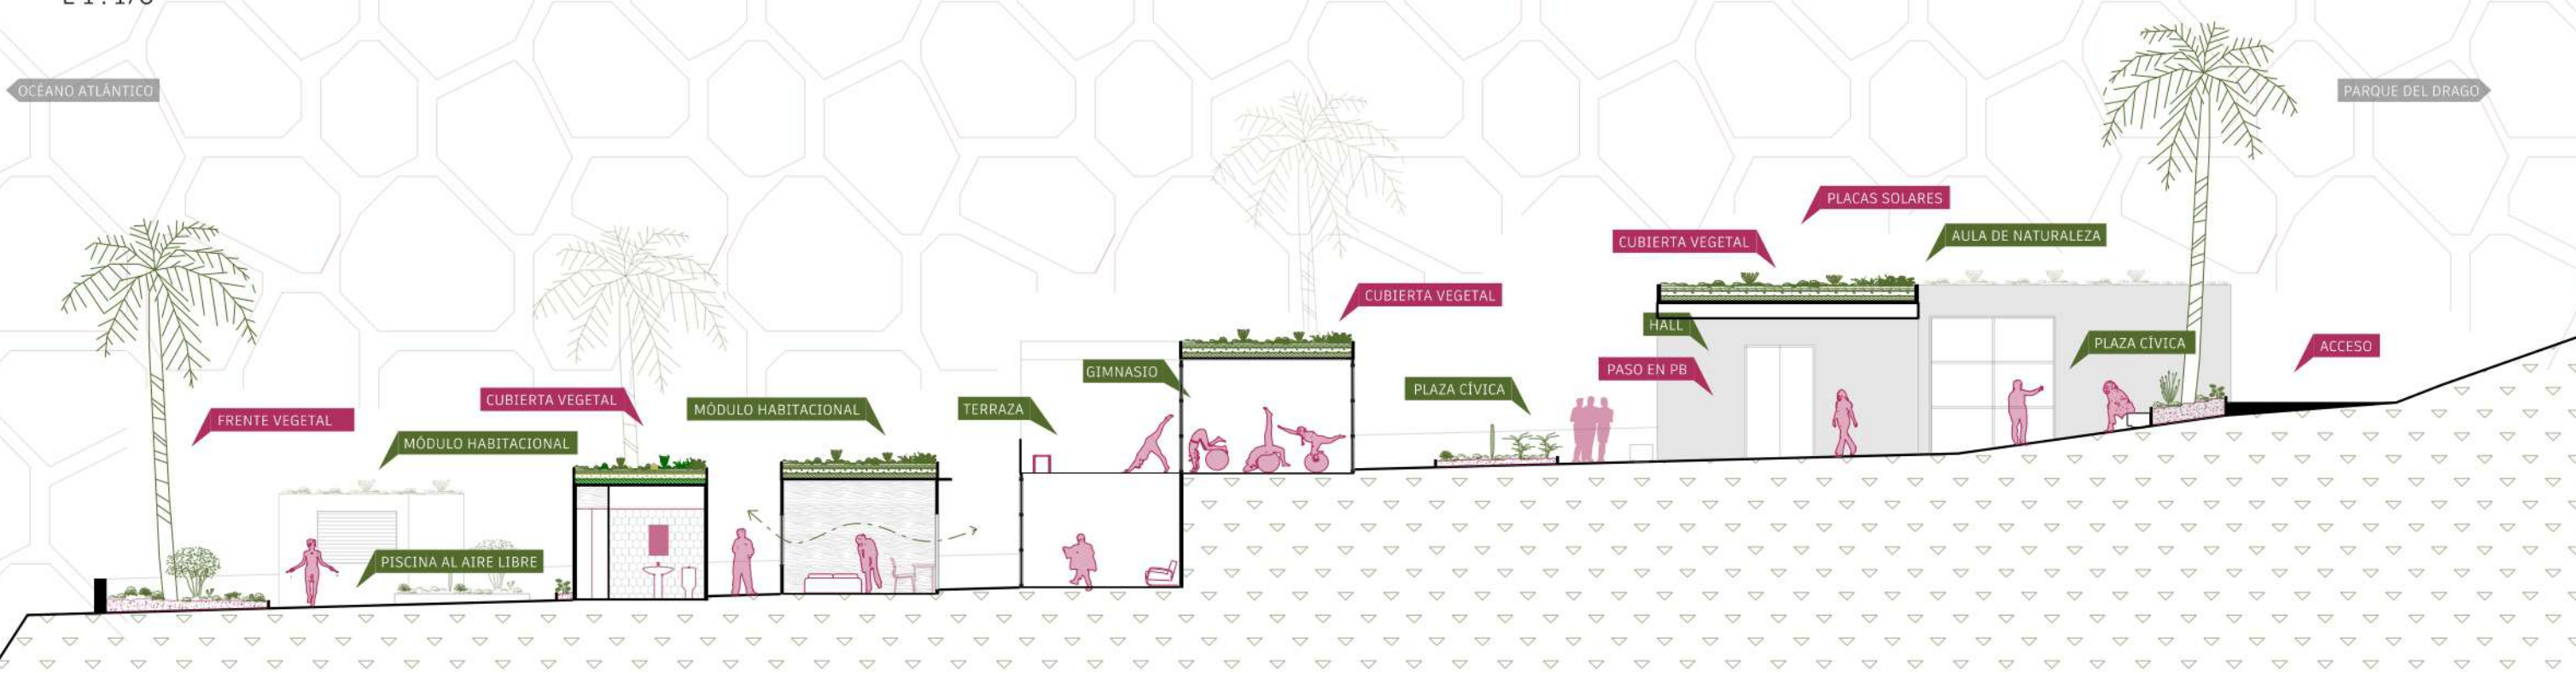 OCÉANO ATLÁNTICO
PARQUE DEL DRAGO
PLACAS SOLARES
CUBIERTA VEGETAL
AULA DE NATURALEZA
CUBIERTA VEGETAL
HALL
PLAZA CÍVICA
ACCESO
PASO EN PB
GIMNASIO
PLAZA CÍVICA
CUBIERTA VEGETAL
MÓDULO HABITACIONAL
TERRAZA
FRENTE VEGETAL
MÓDULO HABITACIONAL
PISCINA AL AIRE LIBRE